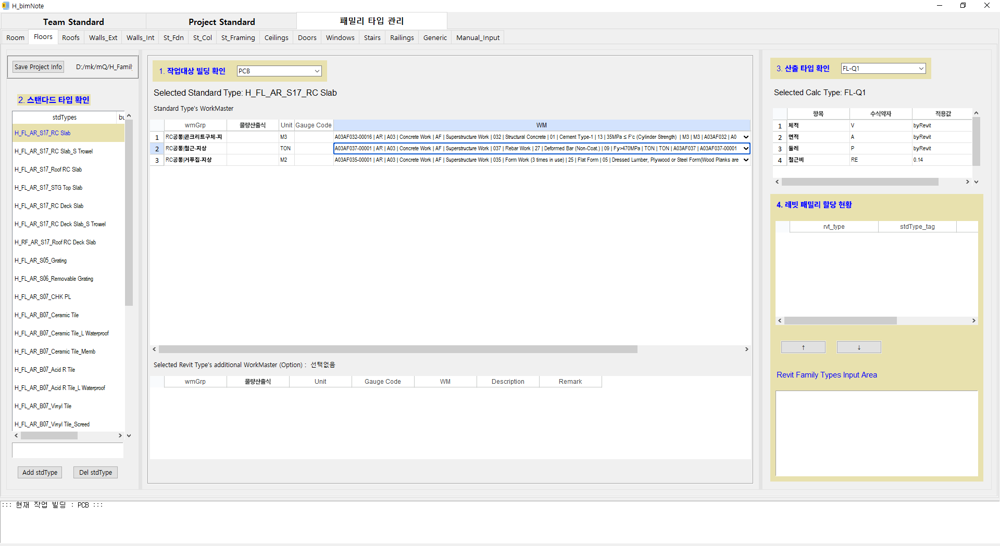 H_bimNote
Team Standard
Project Standard
패밀리 타입 관리
Room
Floors
Roofs
Walls_Ext
Walls_Int
St_Fdn
St_Col
St_Framing
Ceilings
Doors
Windows
Stairs
Railings
Generic
Manual_Input
Save Project Info
D:/mk/mQ/H_Famil
2. 스탠다드 타입 확인
stdTypes
bu
H_FL_AR_S17_RC Slab
H_FL_AR_S17_RC Slab_S Trowel
H_FL_AR_S17_Roof RC Slab
H_FL_AR_S17_STG Top Slab
H_FL_AR_S17_RC Deck Slab
H_FL_AR_S17_RC Deck Slab_S Trowel
H_RF_AR_S17_Roof RC Deck Slab
H_FL_AR_S05_Grating
H_FL_AR_S06_Removable Grating
H_FL_AR_S07_CHK PL
H_FL_AR_B07_Ceramic Tile
H_FL_AR_B07_Ceramic Tile_L Waterproof
H_FL_AR_B07_Ceramic Tile_Memb
H_FL_AR_B07_Acid R Tile
H_FL_AR_B07_Acid R Tile_L Waterproof
H_FL_AR_B07_Vinyl Tile
H_FL_AR_B07_Vinyl Tile_Screed
Add stdType
Del stdType
1. 작업대상 빌딩 확인
PCB
Selected Standard Type: H_FL_AR_S17_RC Slab
Standard Type's WorkMaster
wmGrp 물량산출식 Unit Gauge Code WM
1 RC공통|콘크리트구체-지 M3 A03AF032-00016 | AR | A03 | Concrete Work | AF | Superstructure Work | 032 | Structural Concrete | 01 | Cement Type-1 | 13 | 35MPa ≤ F'c (Cylinder Strength) | M3 | M3 | A03AF032 | A0
2 RC공통|철근-지상 TON A03AF037-00001 | AR | A03 | Concrete Work | AF | Superstructure Work | 037 | Rebar Work | 27 | Deformed Bar (Non-Coat.) | 09 | Fy>470MPa | TON | TON | A03AF037 | A03AF037-00001
3 RC공통|거푸집-지상 M2 A03AF035-00001 | AR | A03 | Concrete Work | AF | Superstructure Work | 035 | Form Work (3 times in use) | 25 | Flat Form | 05 | Dressed Lumber, Plywood or Steel Form(Wood Planks are
Selected Revit Type's additional WorkMaster (Option) : 선택없음
wmGrp 물량산출식 Unit Gauge Code WM Description Remark
3. 산출 타입 확인
FL-Q1
Selected Calc Type: FL-Q1
항목 수식약자 적용값
1 체적 V byRevit
2 면적 A byRevit
3 둘레 P byRevit
4 철근비 RE 0.14
4. 레빗 패밀리 할당 현황
rvt_type stdType_tag
↑
↓
Revit Family Types Input Area
::: 현재 작업 빌딩 : PCB :::